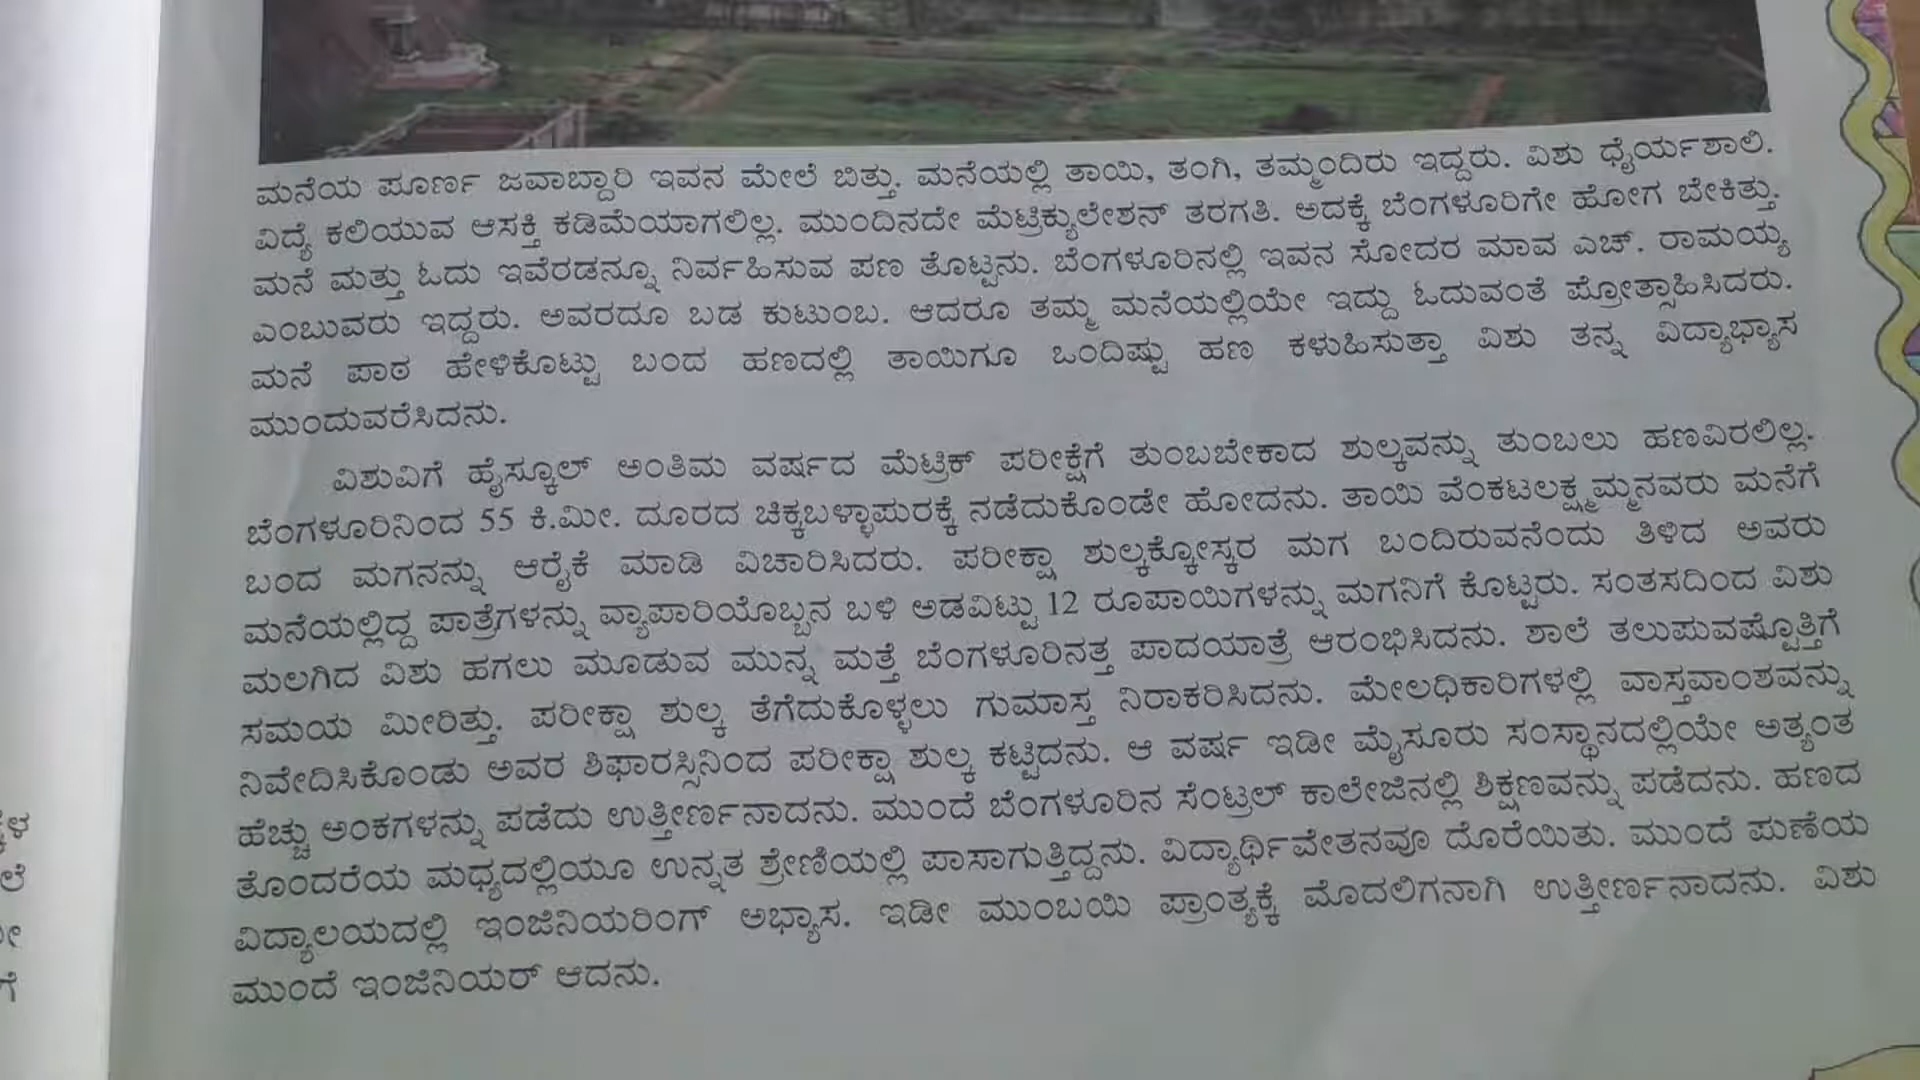 ಮನೆಯ ಪೂರ್ಣ ಜವಾಬ್ದಾರಿ ಇವನ ಮೇಲೆ ಬಿತ್ತು. ಮನೆಯಲ್ಲಿ ತಾಯಿ, ತಂಗಿ, ತಮ್ಮಂದಿರು ಇದ್ದರು. ವಿಶು ಧೈರ್ಯಶಾಲಿ.
ವಿದ್ಯೆ ಕಲಿಯುವ ಆಸಕ್ತಿ ಕಡಿಮೆಯಾಗಲಿಲ್ಲ. ಮುಂದಿನದೇ ಮೆಟ್ರಿಕ್ಯುಲೇಶನ್ ತರಗತಿ. ಅದಕ್ಕೆ ಬೆಂಗಳೂರಿಗೇ ಹೋಗ ಬೇಕಿತ್ತು.
ಮನೆ ಮತ್ತು ಓದು ಇವೆರಡನ್ನೂ ನಿರ್ವಹಿಸುವ ಪಣ ತೊಟ್ಟನು. ಬೆಂಗಳೂರಿನಲ್ಲಿ ಇವನ ಸೋದರ ಮಾವ ಎಚ್. ರಾಮಯ್ಯ
ಎಂಬುವರು ಇದ್ದರು. ಅವರದೂ ಬಡ ಕುಟುಂಬ. ಆದರೂ ತಮ್ಮ ಮನೆಯಲ್ಲಿಯೇ ಇದ್ದು ಓದುವಂತೆ ಪ್ರೋತ್ಸಾಹಿಸಿದರು.
ಮನೆ ಪಾಠ ಹೇಳಿಕೊಟ್ಟು ಬಂದ ಹಣದಲ್ಲಿ ತಾಯಿಗೂ ಒಂದಿಷ್ಟು ಹಣ ಕಳುಹಿಸುತ್ತಾ ವಿಶು ತನ್ನ ವಿದ್ಯಾಭ್ಯಾಸ
ಮುಂದುವರೆಸಿದನು.
ವಿಶುವಿಗೆ ಹೈಸ್ಕೂಲ್ ಅಂತಿಮ ವರ್ಷದ ಮೆಟ್ರಿಕ್ ಪರೀಕ್ಷೆಗೆ ತುಂಬಬೇಕಾದ ಶುಲ್ಕವನ್ನು ತುಂಬಲು ಹಣವಿರಲಿಲ್ಲ.
ಬೆಂಗಳೂರಿನಿಂದ 55 ಕಿ.ಮೀ. ದೂರದ ಚಿಕ್ಕಬಳ್ಳಾಪುರಕ್ಕೆ ನಡೆದುಕೊಂಡೇ ಹೋದನು. ತಾಯಿ ವೆಂಕಟಲಕ್ಷ್ಮಮ್ಮನವರು ಮನೆಗೆ
ಬಂದ ಮಗನನ್ನು ಆರೈಕೆ ಮಾಡಿ ವಿಚಾರಿಸಿದರು. ಪರೀಕ್ಷಾ ಶುಲ್ಕಕ್ಕೋಸ್ಕರ ಮಗ ಬಂದಿರುವನೆಂದು ತಿಳಿದ ಅವರು
ಮನೆಯಲ್ಲಿದ್ದ ಪಾತ್ರೆಗಳನ್ನು ವ್ಯಾಪಾರಿಯೊಬ್ಬನ ಬಳಿ ಅಡವಿಟ್ಟು 12 ರೂಪಾಯಿಗಳನ್ನು ಮಗನಿಗೆ ಕೊಟ್ಟರು. ಸಂತಸದಿಂದ ವಿಶು
ಮಲಗಿದ ವಿಶು ಹಗಲು ಮೂಡುವ ಮುನ್ನ ಮತ್ತೆ ಬೆಂಗಳೂರಿನತ್ತ ಪಾದಯಾತ್ರೆ ಆರಂಭಿಸಿದನು. ಶಾಲೆ ತಲುಪುವಷ್ಟೊತ್ತಿಗೆ
ಸಮಯ ಮೀರಿತ್ತು. ಪರೀಕ್ಷಾ ಶುಲ್ಕ ತೆಗೆದುಕೊಳ್ಳಲು ಗುಮಾಸ್ತ ನಿರಾಕರಿಸಿದನು. ಮೇಲಧಿಕಾರಿಗಳಲ್ಲಿ ವಾಸ್ತವಾಂಶವನ್ನು
ನಿವೇದಿಸಿಕೊಂಡು ಅವರ ಶಿಫಾರಸ್ಸಿನಿಂದ ಪರೀಕ್ಷಾ ಶುಲ್ಕ ಕಟ್ಟಿದನು. ಆ ವರ್ಷ ಇಡೀ ಮೈಸೂರು ಸಂಸ್ಥಾನದಲ್ಲಿಯೇ ಅತ್ಯಂತ
ಹೆಚ್ಚು ಅಂಕಗಳನ್ನು ಪಡೆದು ಉತ್ತೀರ್ಣನಾದನು. ಮುಂದೆ ಬೆಂಗಳೂರಿನ ಸೆಂಟ್ರಲ್ ಕಾಲೇಜಿನಲ್ಲಿ ಶಿಕ್ಷಣವನ್ನು ಪಡೆದನು. ಹಣದ
ತೊಂದರೆಯ ಮಧ್ಯದಲ್ಲಿಯೂ ಉನ್ನತ ಶ್ರೇಣಿಯಲ್ಲಿ ಪಾಸಾಗುತ್ತಿದ್ದನು. ವಿದ್ಯಾರ್ಥಿವೇತನವೂ ದೊರೆಯಿತು. ಮುಂದೆ ಪುಣೆಯ
ವಿದ್ಯಾಲಯದಲ್ಲಿ ಇಂಜಿನಿಯರಿಂಗ್ ಅಭ್ಯಾಸ. ಇಡೀ ಮುಂಬಯಿ ಪ್ರಾಂತ್ಯಕ್ಕೆ ಮೊದಲಿಗನಾಗಿ ಉತ್ತೀರ್ಣನಾದನು. ವಿಶು
ಮುಂದೆ ಇಂಜಿನಿಯರ್ ಆದನು.